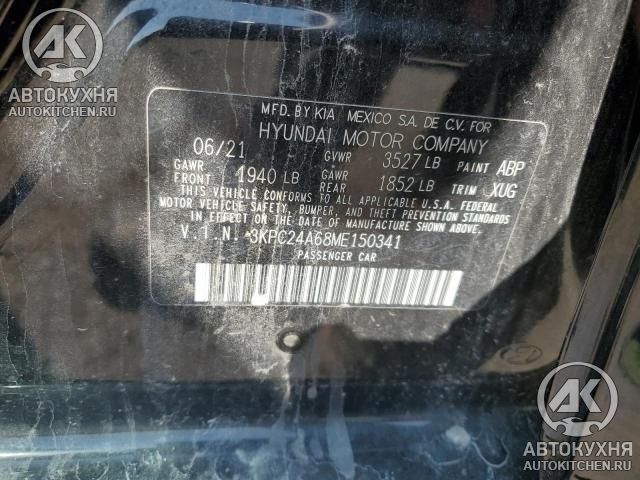 AK
АВТОКУХНЯ
AUTOKITCHEN.RU
MFD. BY KIA MEXICO S.A. DE C.V. FOR
HYUNDAI MOTOR COMPANY
06/21 GVWR 3527 LB PAINT ABP
GAWR FRONT 1940 LB GAWR REAR 1852 LB TRIM XUG
THIS VEHICLE CONFORMS TO ALL APPLICABLE U.S.A. FEDERAL
MOTOR VEHICLE SAFETY, BUMPER, AND THEFT PREVENTION STANDARDS
IN EFFECT ON THE DATE OF MANUFACTURE SHOWN ABOVE.
V.I.N. 3KPC24A68ME150341
PASSENGER CAR
AK
АВТОКУХНЯ
AUTOKITCHEN.RU